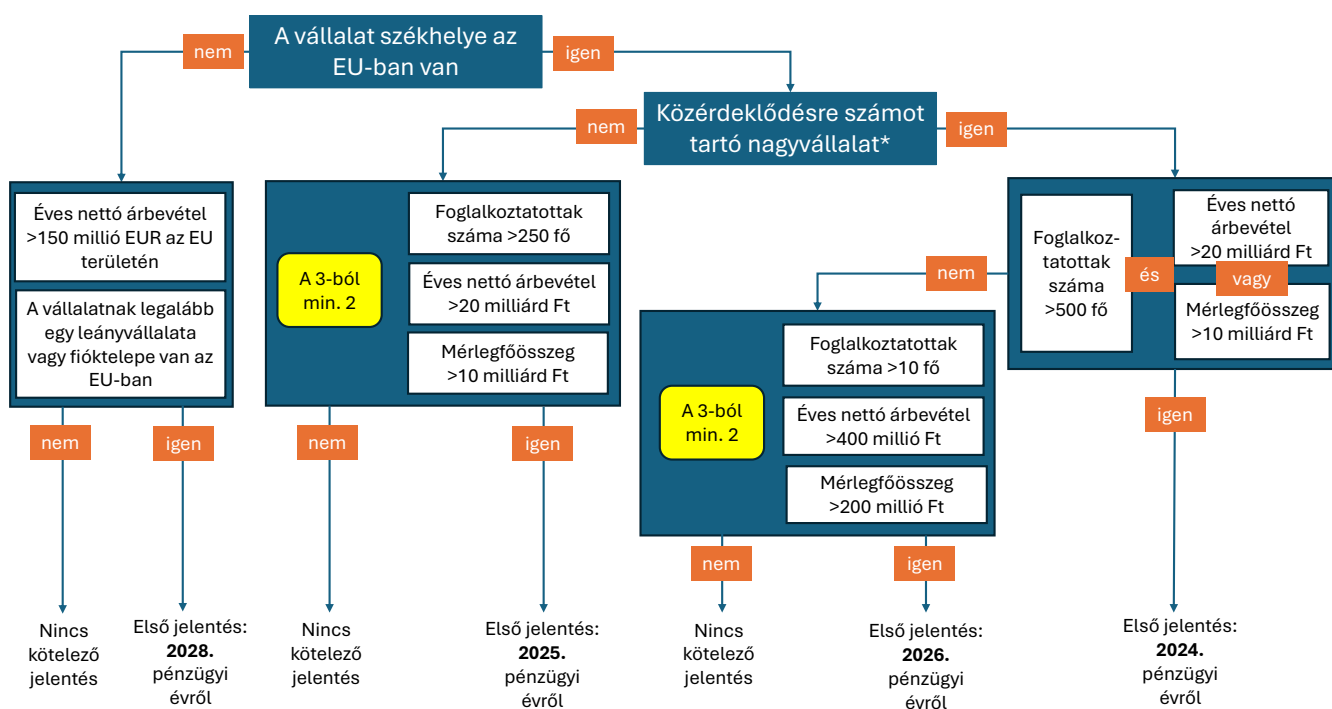 A vállalat székhelye az
EU-ban van
nem
igen
Közérdeklődésre számot
tartó nagyvállalat*
nem
igen
Éves nettó árbevétel
>150 millió EUR az EU
területén
A vállalatnak legalább
egy leányvállalata
vagy fióktelepe van az
EU-ban
nem
igen
Nincs
kötelező
jelentés
Első jelentés:
2028.
pénzügyi
évről
A 3-ból
min. 2
Foglalkoztatottak
száma >250 fő
Éves nettó árbevétel
>20 milliárd Ft
Mérlegfőösszeg
>10 milliárd Ft
nem
igen
Nincs
kötelező
jelentés
Első jelentés:
2025.
pénzügyi
évről
Foglalkoz-
tatottak
száma
>500 fő
és
Éves nettó
árbevétel
>20 milliárd Ft
vagy
Mérlegfőösszeg
>10 milliárd Ft
nem
igen
A 3-ból
min. 2
Foglalkoztatottak
száma >10 fő
Éves nettó árbevétel
>400 millió Ft
Mérlegfőösszeg
>200 millió Ft
nem
igen
Nincs
kötelező
jelentés
Első jelentés:
2026.
pénzügyi
évről
Első jelentés:
2024.
pénzügyi
évről